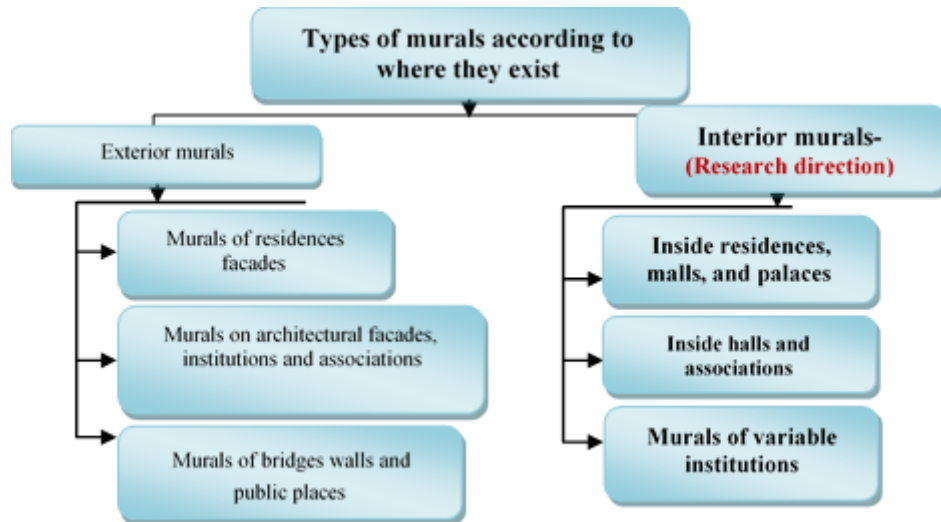 Types of murals according to
where they exist
Exterior murals
Interior murals-
(Research direction)
Murals of residences
facades
Murals on architectural facades,
institutions and associations
Murals of bridges walls and
public places
Inside residences,
malls, and palaces
Inside halls and
associations
Murals of variable
institutions